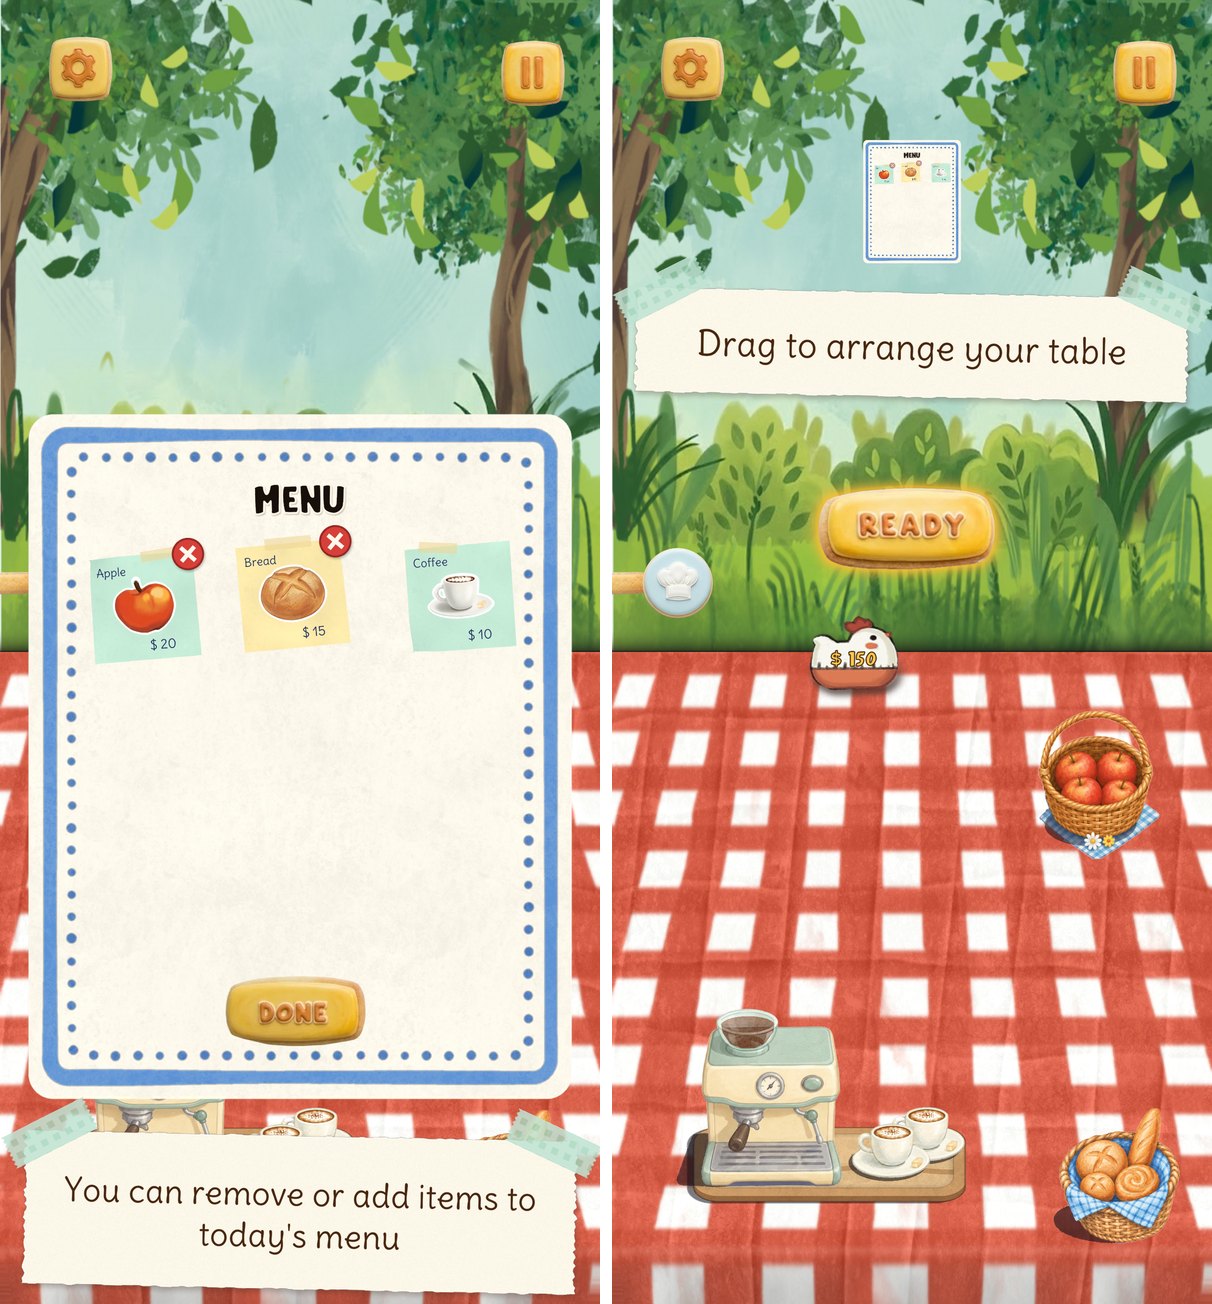 MENU
Apple
$ 20
Bread
$ 15
Coffee
$ 10
DONE
You can remove or add items to
today's menu
MENU
Drag to arrange your table
READY
$ 150